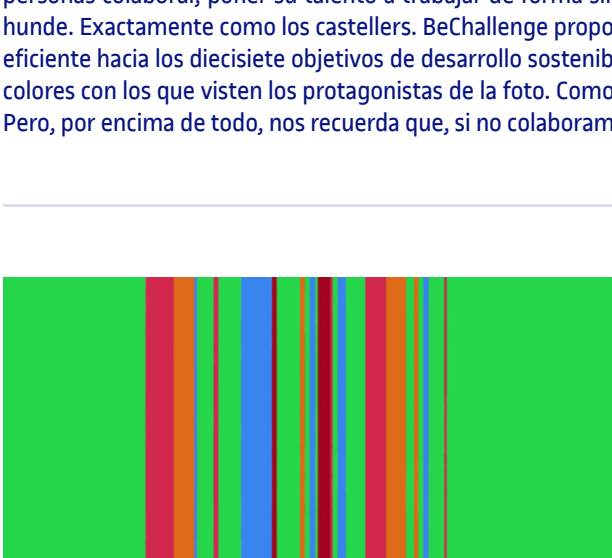 personas colaboral, poner su talento a trabajar de forma sin
hunde. Exactamente como los castellers. BeChallenge propo
eficiente hacia los diecisiete objetivos de desarrollo sostenib
colores con los que visten los protagonistas de la foto. Como
Pero, por encima de todo, nos recuerda que, si no colaboram